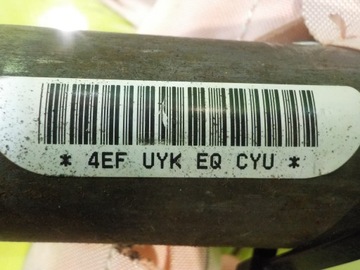 * 4EF UYK EQ CYU *